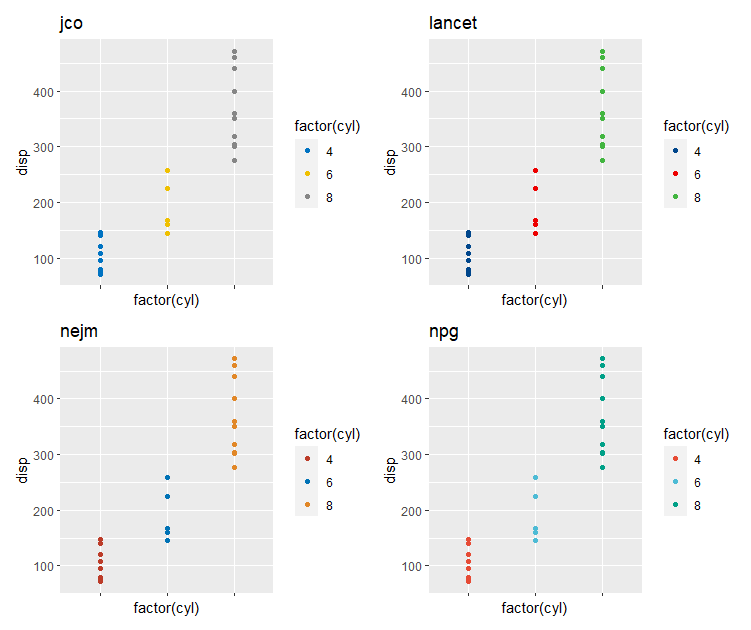 jco
400
300
200
100
disp
factor(cyl)
factor(cyl)
4
6
8
lancet
400
300
200
100
disp
factor(cyl)
factor(cyl)
4
6
8
nejm
400
300
200
100
disp
factor(cyl)
factor(cyl)
4
6
8
npg
400
300
200
100
disp
factor(cyl)
factor(cyl)
4
6
8